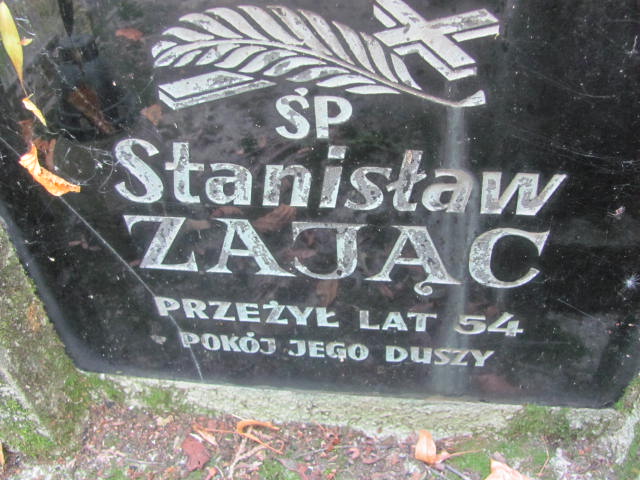 ŚP
Stanisław
ZAJĄC
PRZEŻYŁ LAT 54
POKÓJ JEGO DUSZY